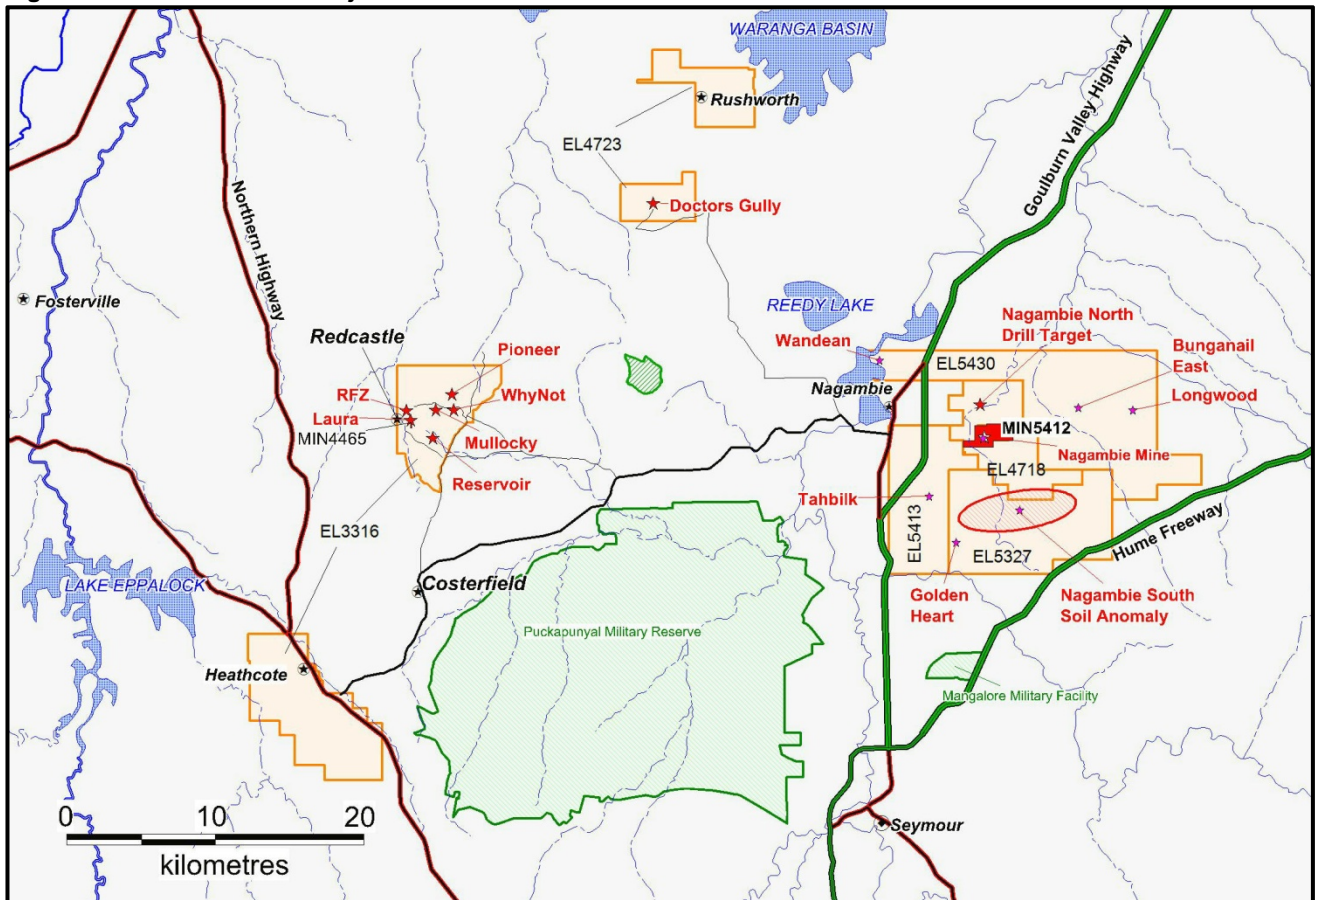 WARANGA BASIN
Rushworth
EL4723
Goulburn Valley Highway
Northern Highway
Doctors Gully
Fosterville
REEDY LAKE
Redcastle
Wandean
Nagambie North
Drill Target
Pioneer
Bunganail
East
EL5430
RFZ
WhyNot
Nagambie
Longwood
Laura
MIN4465
Mullocky
MIN5412
Nagambie Mine
EL4718
Reservoir
Tahbilk
EL3316
EL5413
EL5327
Hume Freeway
LAKE EPPALOCK
Costerfield
Golden
Heart
Nagambie South
Soil Anomaly
Puckapunyal Military Reserve
Heathcote
Mangalore Military Facility
0 10 20
kilometres
Seymour